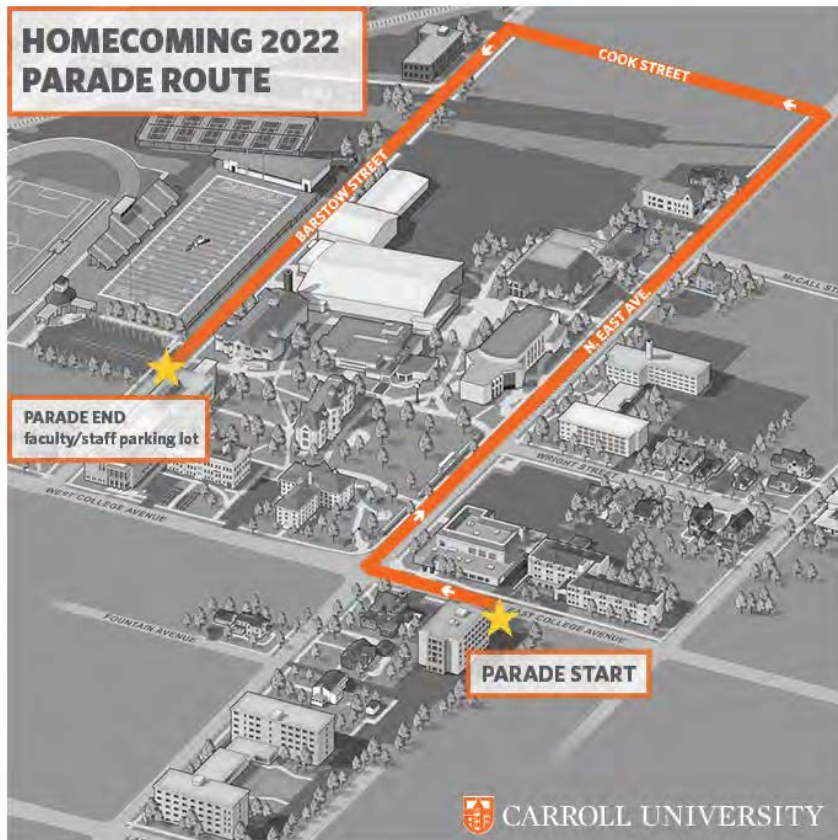 HOMECOMING 2022
PARADE ROUTE
COOK STREET
BARSTOW STREET
N. EAST AVE.
PARADE END
faculty/staff parking lot
WRIGHT STREET
WEST COLLEGE AVENUE
EAST COLLEGE AVENUE
FOUNTAIN AVENUE
PARADE START
CARROLL UNIVERSITY